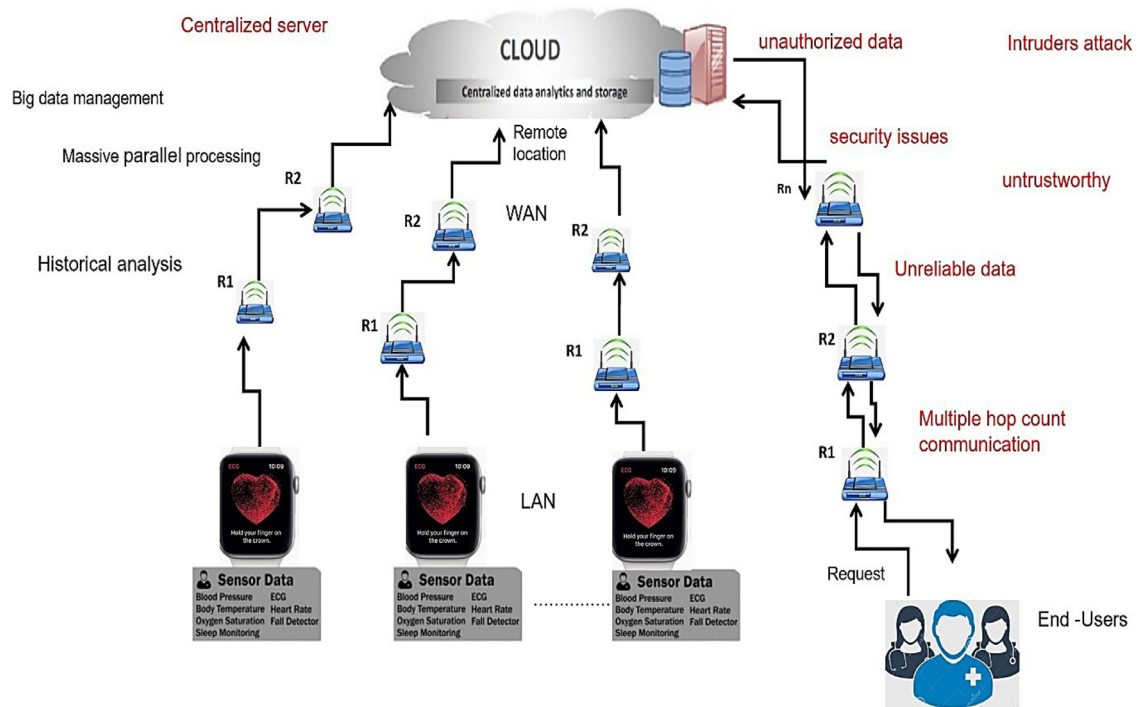 Centralized server
CLOUD
Centralized data analytics and storage
unauthorized data
Intruders attack
Big data management
Massive parallel processing
Remote
location
security issues
untrustworthy
R2
R2
WAN
R2
Rn
Historical analysis
Unreliable data
R1
R1
R1
R2
Multiple hop count
communication
R1
ECG 10:09
Hold your finger on
the crown.
ECG 10:09
Hold your finger on
the crown.
LAN
ECG 10:09
Hold your finger on
the crown.
Request
Sensor Data
Blood Pressure ECG
Body Temperature Heart Rate
Oxygen Saturation Fall Detector
Sleep Monitoring
Sensor Data
Blood Pressure ECG
Body Temperature Heart Rate
Oxygen Saturation Fall Detector
Sleep Monitoring
Sensor Data
Blood Pressure ECG
Body Temperature Heart Rate
Oxygen Saturation Fall Detector
Sleep Monitoring
End -Users